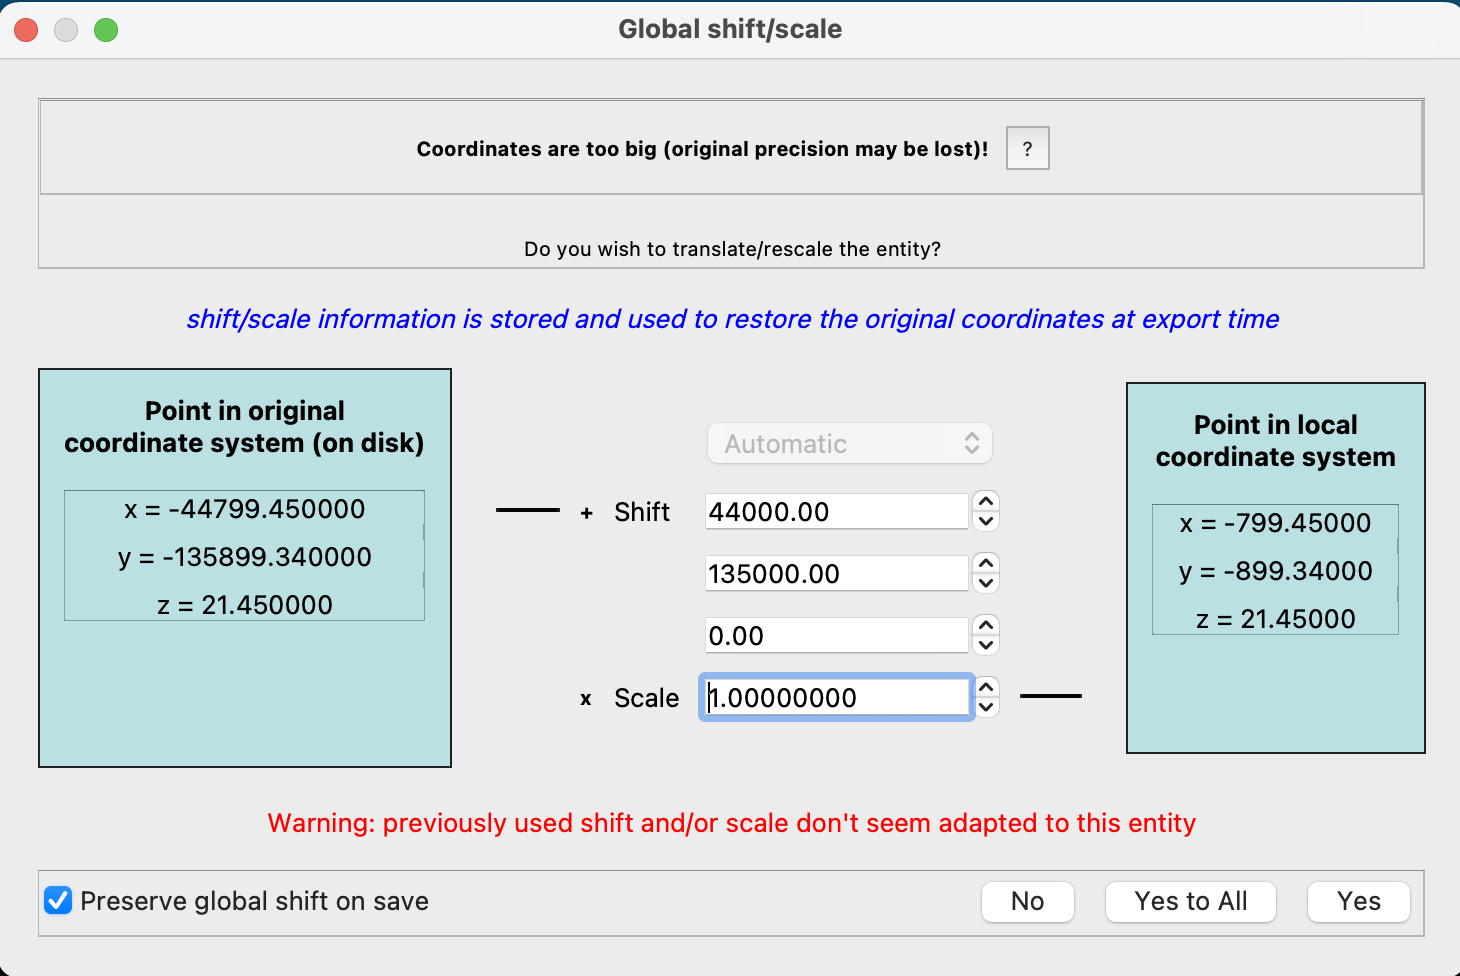 Global shift/scale
Coordinates are too big (original precision may be lost)! ?
Do you wish to translate/rescale the entity?
shift/scale information is stored and used to restore the original coordinates at export time
Point in original
coordinate system (on disk)
x = -44799.450000
y = -135899.340000
z = 21.450000
Automatic
+ Shift 44000.00
135000.00
0.00
x Scale 1.00000000
Point in local
coordinate system
x = -799.45000
y = -899.34000
z = 21.45000
Warning: previously used shift and/or scale don't seem adapted to this entity
Preserve global shift on save
No Yes to All Yes